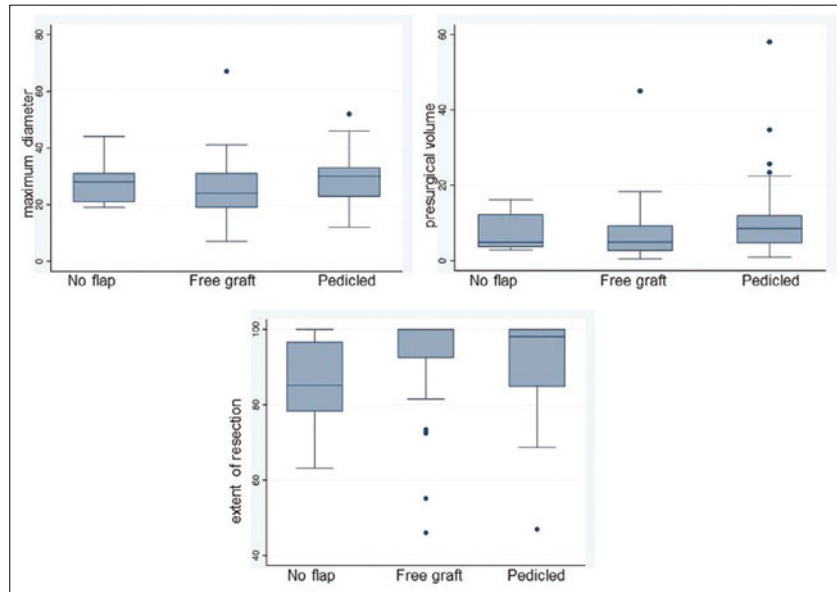 maximum diameter
80
60
40
20
0
No flap Free graft Pedicled
presurgical volume
60
40
20
0
No flap Free graft Pedicled
extent of resection
100
80
60
40
No flap Free graft Pedicled